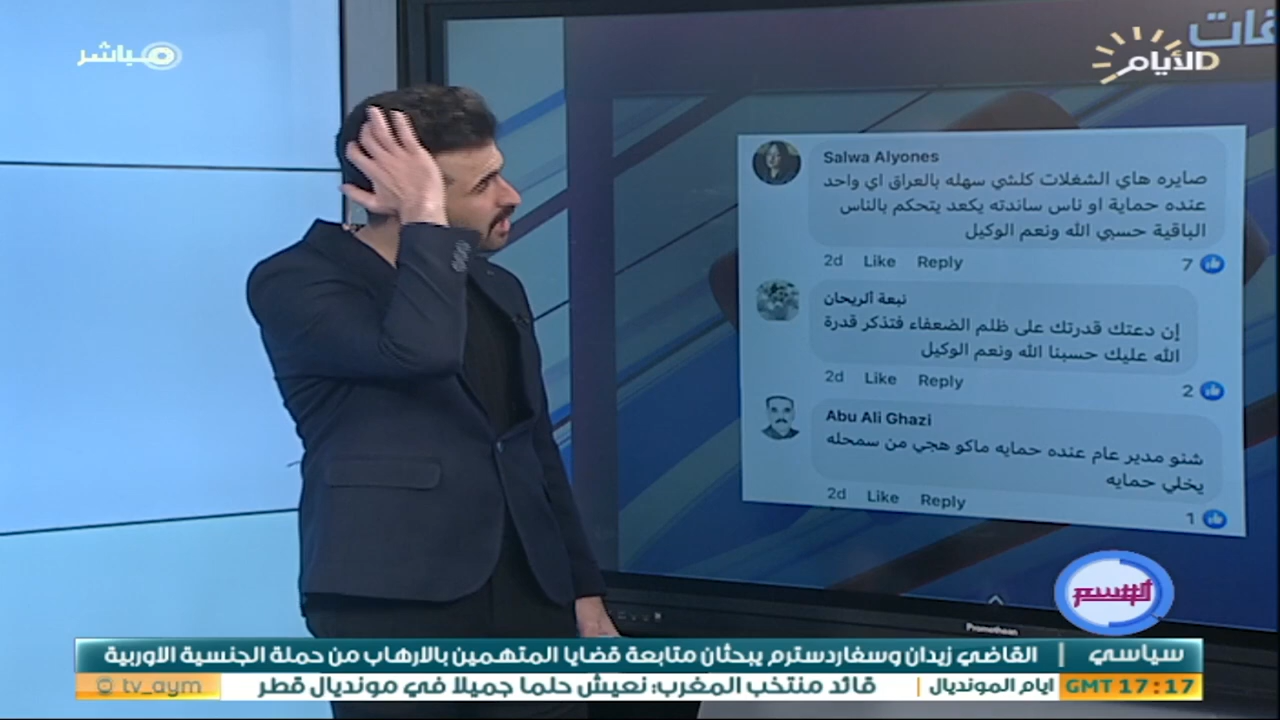 مباشر
الأيام
Salwa Alyones
صايره هاي الشغلات كلشي سهله بالعراق اي واحد
عنده حماية او ناس ساندته يكعد يتحكم بالناس
الباقية حسبي الله ونعم الوكيل
2d Like Reply 7
نبعة ألريحان
إن دعتك قدرتك على ظلم الضعفاء فتذكر قدرة
الله عليك حسبنا الله ونعم الوكيل
2d Like Reply 2
Abu Ali Ghazi
شنو مدير عام عنده حمايه ماكو هجي من سمحله
يخلي حمايه
2d Like Reply 1
Promethean
سياسي | القاضي زيدان وسفاردسترم يبحثان متابعة قضايا المتهمين بالارهاب من حملة الجنسية الاوربية
GMT 17:17 ايام المونديال | قائد منتخب المغرب: نعيش حلما جميلا في مونديال قطر tv_aym